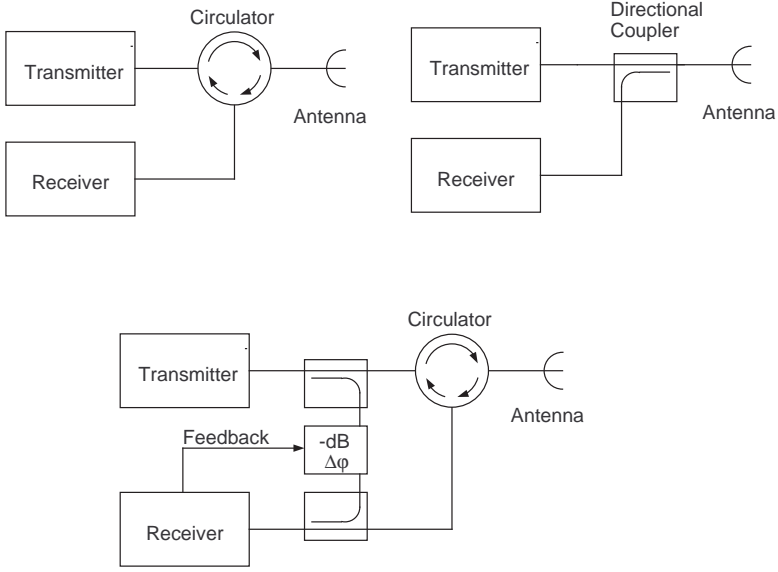 Circulator
Transmitter
Antenna
Receiver
Directional
Coupler
Transmitter
Antenna
Receiver
Circulator
Transmitter
Antenna
Feedback
-dB
Δφ
Receiver